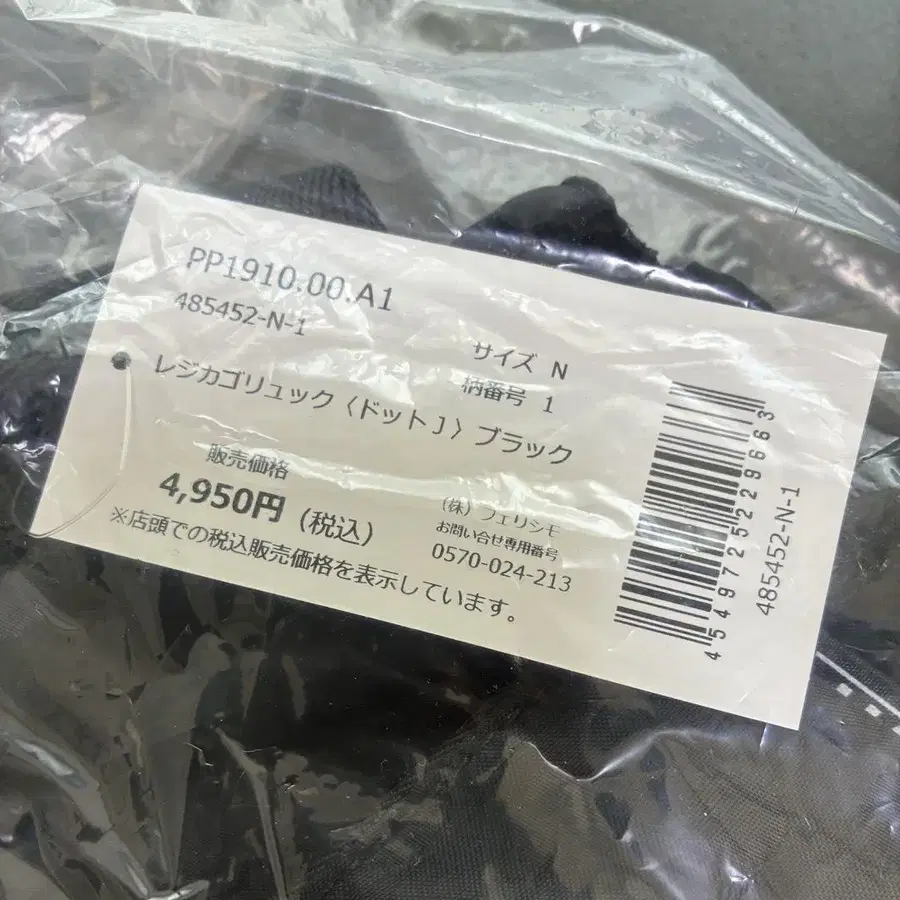 PP1910.00.A1
485452-N-1
サイズ N
柄番号 1
レジカゴリュック〈ドットJ〉ブラック
販売価格
4,950円 (税込)
※店頭での税込販売価格を表示しています。
(株) フェリシモ
お問い合せ専用番号
0570-024-213
4549725229663
485452-N-1